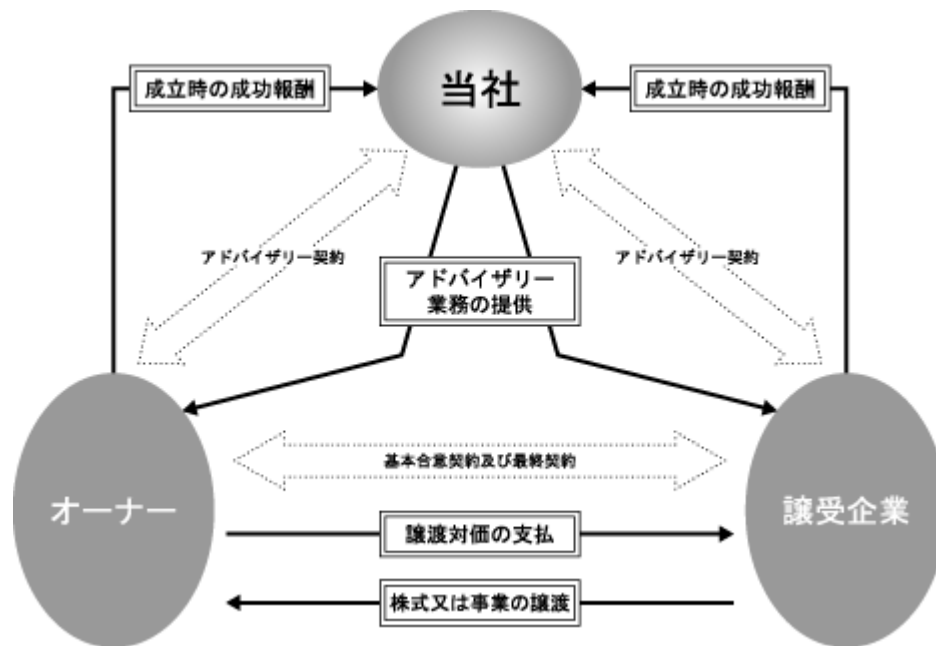 成立時の成功報酬
当社
成立時の成功報酬
アドバイザリー契約
アドバイザリー契約
アドバイザリー
業務の提供
基本合意契約及び最終契約
オーナー
譲受企業
譲渡対価の支払
株式又は事業の譲渡